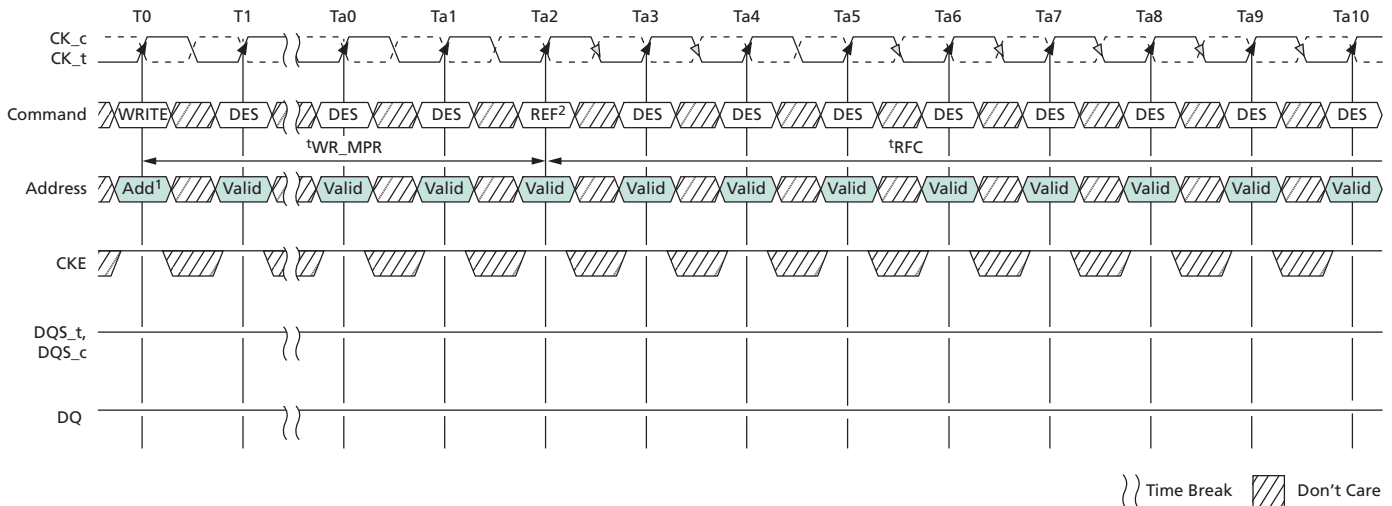 T0 T1 Ta0 Ta1 Ta2 Ta3 Ta4 Ta5 Ta6 Ta7 Ta8 Ta9 Ta10
CK_c
CK_t
Command WRITE DES DES DES REF2 DES DES DES DES DES DES DES DES
tWR_MPR tRFC
Address Add1 Valid Valid Valid Valid Valid Valid Valid Valid Valid Valid Valid Valid
CKE
DQS_t,
DQS_c
DQ
Time Break Don't Care